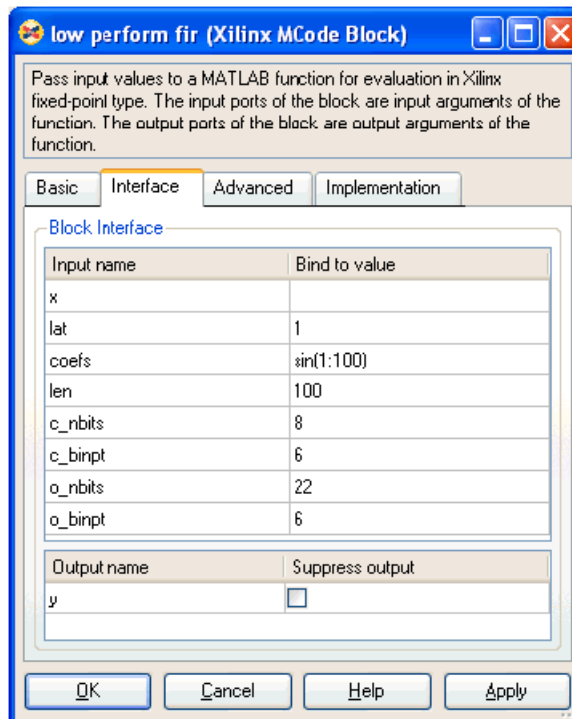 low perform fir (Xilinx MCode Block)
Pass input values to a MATLAB function for evaluation in Xilinx
fixed-point type. The input ports of the block are input arguments of the
function. The output ports of the block are output arguments of the
function.
Basic Interface Advanced Implementation
Block Interface
Input name Bind to value
x
lat 1
coefs sin(1:100)
len 100
c_nbits 8
c_binpt 6
o_nbits 22
o_binpt 6
Output name Suppress output
y
OK Cancel Help Apply